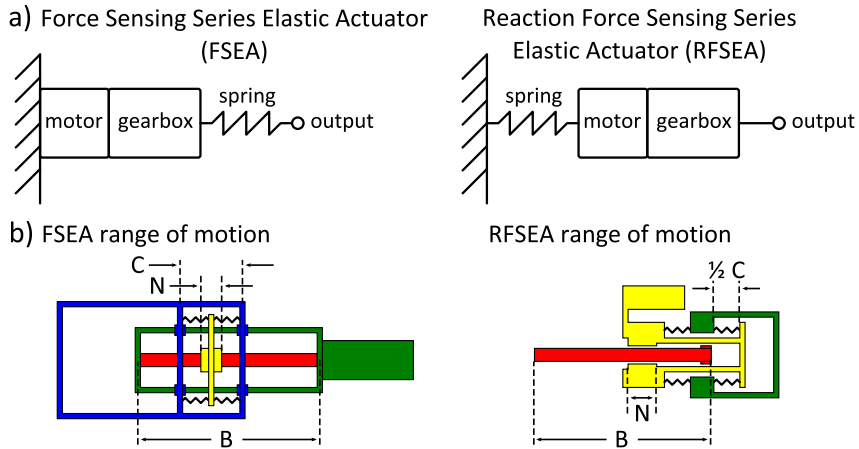 a) Force Sensing Series Elastic Actuator
(FSEA)
Reaction Force Sensing Series
Elastic Actuator (RFSEA)
motor
gearbox
spring
output
spring
motor
gearbox
output
b) FSEA range of motion
C
N
B
RFSEA range of motion
½ C
N
B